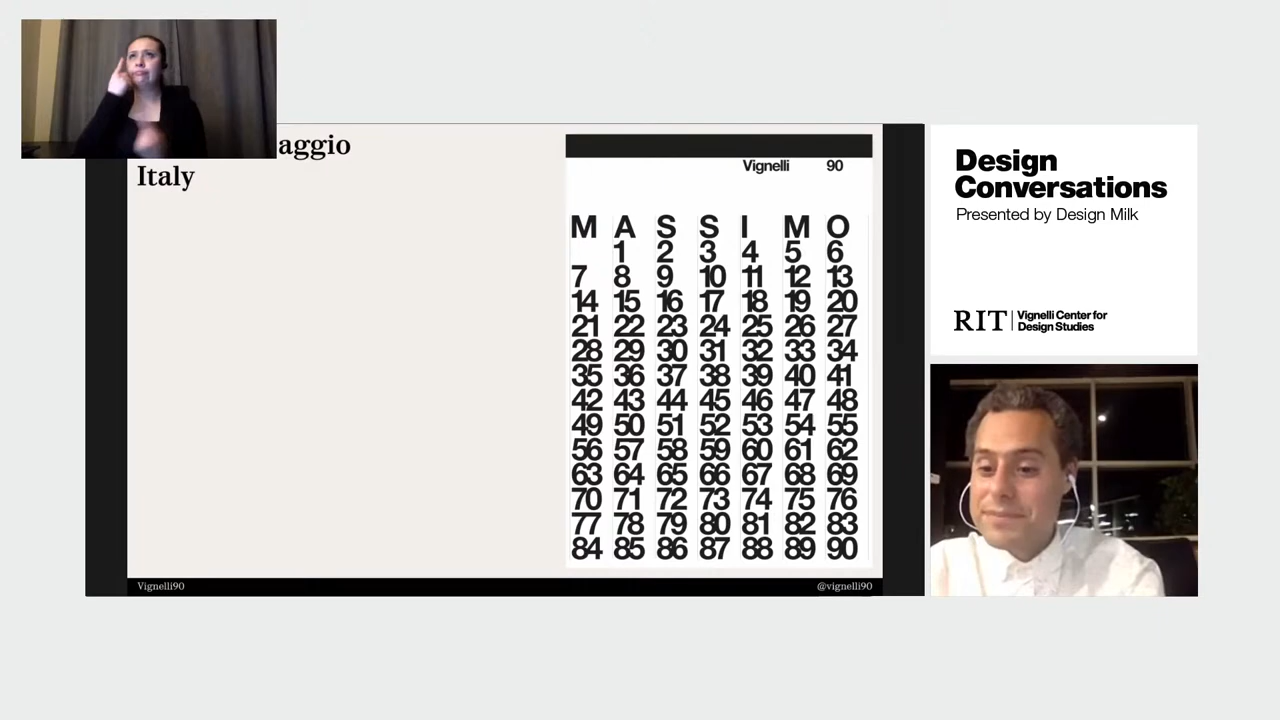 aggio
Italy
Vignelli 90
M A S S I M O
1 2 3 4 5 6
7 8 9 10 11 12 13
14 15 16 17 18 19 20
21 22 23 24 25 26 27
28 29 30 31 32 33 34
35 36 37 38 39 40 41
42 43 44 45 46 47 48
49 50 51 52 53 54 55
56 57 58 59 60 61 62
63 64 65 66 67 68 69
70 71 72 73 74 75 76
77 78 79 80 81 82 83
84 85 86 87 88 89 90
Vignelli90
@vignelli90
Design
Conversations
Presented by Design Milk
RIT
Vignelli Center for
Design Studies